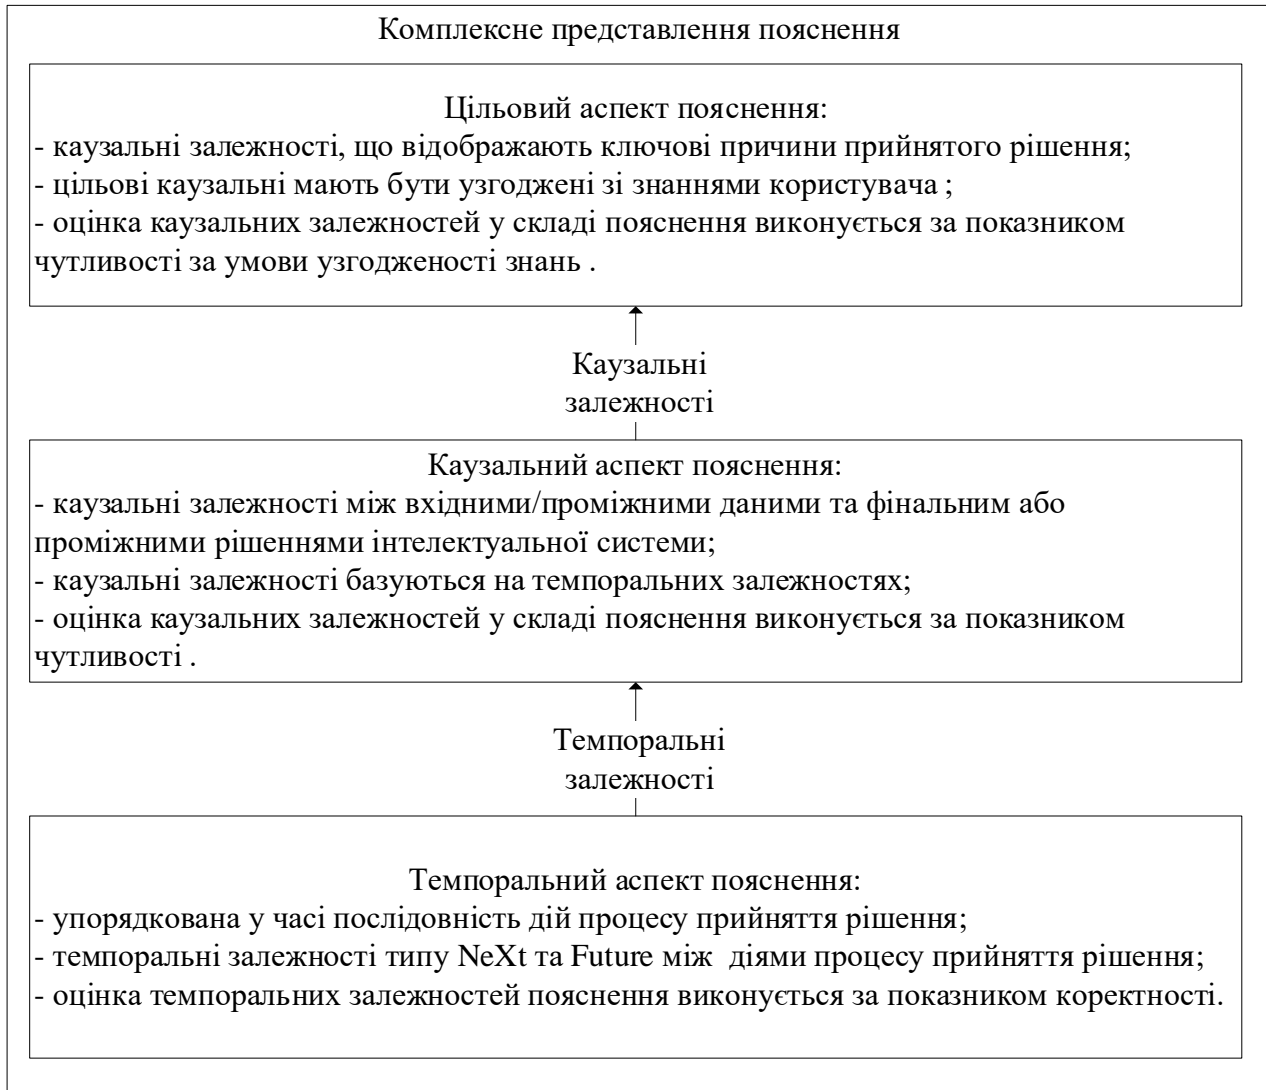 Комплексне представлення пояснення
Цільовий аспект пояснення:
- каузальні залежності, що відображають ключові причини прийнятого рішення;
- цільові каузальні мають бути узгоджені зі знаннями користувача ;
- оцінка каузальних залежностей у складі пояснення виконується за показником
чутливості за умови узгодженості знань .
Каузальні
залежності
Каузальний аспект пояснення:
- каузальні залежності між вхідними/проміжними даними та фінальним або
проміжними рішеннями інтелектуальної системи;
- каузальні залежності базуються на темпоральних залежностях;
- оцінка каузальних залежностей у складі пояснення виконується за показником
чутливості .
Темпоральні
залежності
Темпоральний аспект пояснення:
- упорядкована у часі послідовність дій процесу прийняття рішення;
- темпоральні залежності типу NeXt та Future між  діями процесу прийняття рішення;
- оцінка темпоральних залежностей пояснення виконується за показником коректності.